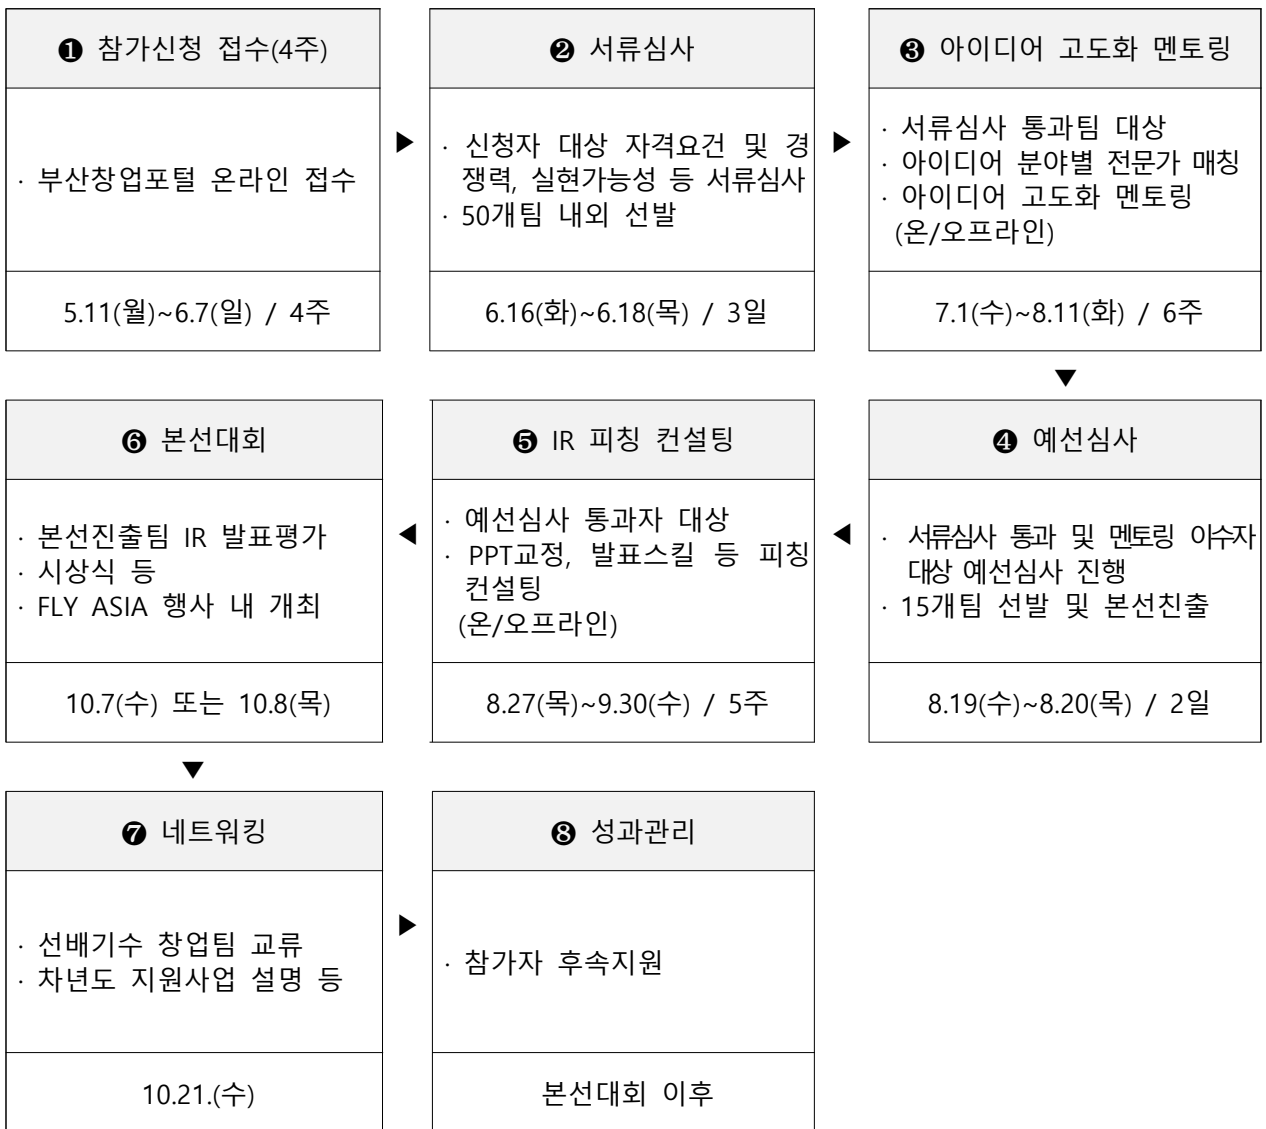 ❶ 참가신청 접수(4주)
· 부산창업포털 온라인 접수
5.11(월)~6.7(일) / 4주
▶
❷ 서류심사
· 신청자 대상 자격요건 및 경
쟁력, 실현가능성 등 서류심사
· 50개팀 내외 선발
6.16(화)~6.18(목) / 3일
▶
❸ 아이디어 고도화 멘토링
· 서류심사 통과팀 대상
· 아이디어 분야별 전문가 매칭
· 아이디어 고도화 멘토링
(온/오프라인)
7.1(수)~8.11(화) / 6주
▼
❹ 예선심사
· 서류심사 통과 및 멘토링 이수자
대상 예선심사 진행
· 15개팀 선발 및 본선친출
8.19(수)~8.20(목) / 2일
◀
❺ IR 피칭 컨설팅
· 예선심사 통과자 대상
· PPT교정, 발표스킬 등 피칭
컨설팅
(온/오프라인)
8.27(목)~9.30(수) / 5주
◀
❻ 본선대회
· 본선진출팀 IR 발표평가
· 시상식 등
· FLY ASIA 행사 내 개최
10.7(수) 또는 10.8(목)
▼
❼ 네트워킹
· 선배기수 창업팀 교류
· 차년도 지원사업 설명 등
10.21.(수)
▶
❽ 성과관리
· 참가자 후속지원
본선대회 이후